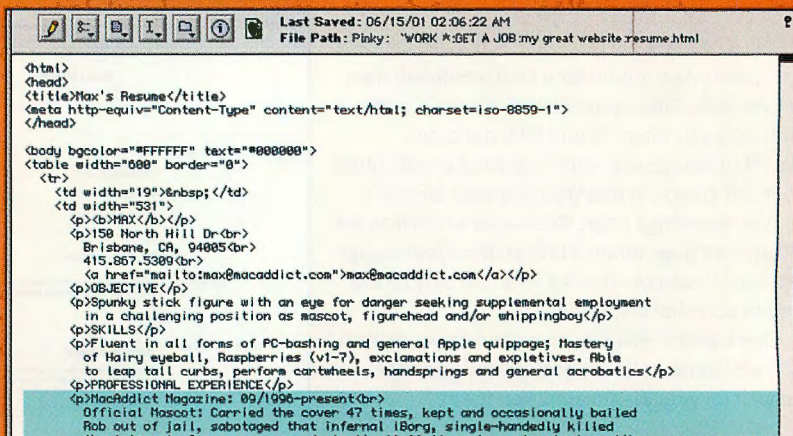 Last Saved: 06/15/01 02:06:22 AM
File Path: Pinky: *WORK *:GET A JOB:my great website:resume.html
<html>
<head>
<title>Max's Resume</title>
<meta http-equiv="Content-Type" content="text/html; charset=iso-8859-1">
</head>
<body bgcolor="#FFFFFF" text="#000000">
<table width="600" border="0">
<tr>
<td width="19">&nbsp;</td>
<td width="531">
<p><b>MAX</b></p>
<p>150 North Hill Dr<br>
Brisbane, CA, 94005<br>
415.867.5309<br>
<a href="mailto:max@macaddict.com">max@macaddict.com</a></p>
<p>OBJECTIVE</p>
<p>Spunky stick figure with an eye for danger seeking supplemental employment
in a challenging position as mascot, figurehead and/or whippingboy</p>
<p>SKILLS</p>
<p>Fluent in all forms of PC-bashing and general Apple quippage; Mastery
of Hairy eyeball, Raspberries (v1-7), exclamations and expletives. Able
to leap tall curbs, perform cartwheels, handsprings and general acrobatics</p>
<p>PROFESSIONAL EXPERIENCE</p>
<p>MacAddict Magazine: 09/1996-present<br>
Official Mascot: Carried the cover 47 times, kept and occasionally bailed
Rob out of jail, sabotaged that infernal iBorg, single-handedly killed